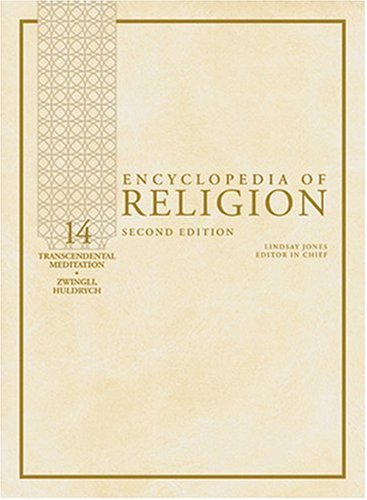 ENCYCLOPEDIA OF
RELIGION
SECOND EDITION
LINDSAY JONES
EDITOR IN CHIEF
14
TRANSCENDENTAL
MEDITATION
•
ZWINGLI,
HULDRYCH